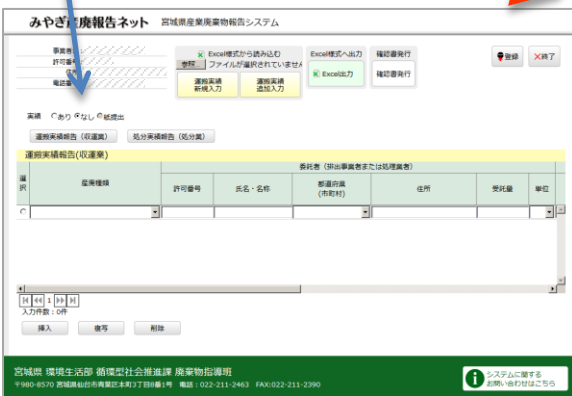 みやぎ産廃報告ネット 宮城県産業廃棄物報告システム
事業者
許可番号
住所
電話番号
Excel様式から読み込む
参照... ファイルが選択されていません
運搬実績
新規入力
運搬実績
追加入力
Excel様式へ出力
Excel出力
確認書発行
確認書発行
登録
終了
実績 あり なし 紙提出
運搬実績報告(収運業) 処分実績報告(処分業)
運搬実績報告(収運業)
委託者(排出事業者または処理業者)
選択 産廃種類 許可番号 氏名・名称 都道府県(市町村) 住所 受託量 単位
1
入力件数:0件
挿入 複写 削除
宮城県 環境生活部 循環型社会推進課 廃棄物指導班
〒980-8570 宮城県仙台市青葉区本町3丁目8番1号 電話:022-211-2463 FAX:022-211-2390
システムに関する
お問い合わせはこちら